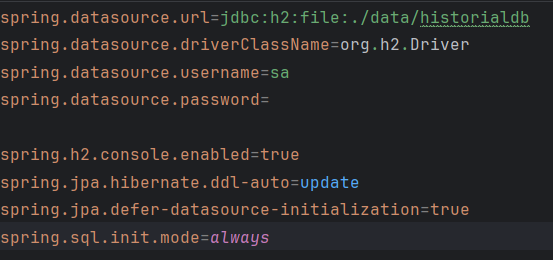 spring.datasource.url=jdbc:h2:file:./data/historialdb
spring.datasource.driverClassName=org.h2.Driver
spring.datasource.username=sa
spring.datasource.password=
spring.h2.console.enabled=true
spring.jpa.hibernate.ddl-auto=update
spring.jpa.defer-datasource-initialization=true
spring.sql.init.mode=always